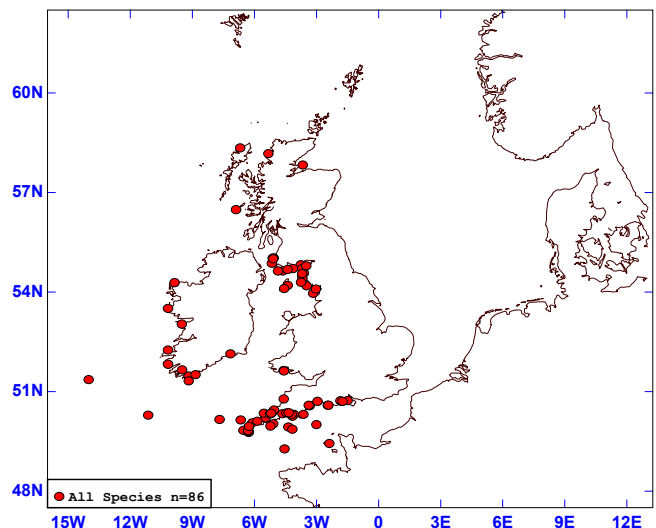 60N
57N
54N
51N
48N
All Species n=86
15W 12W 9W 6W 3W 0 3E 6E 9E 12E